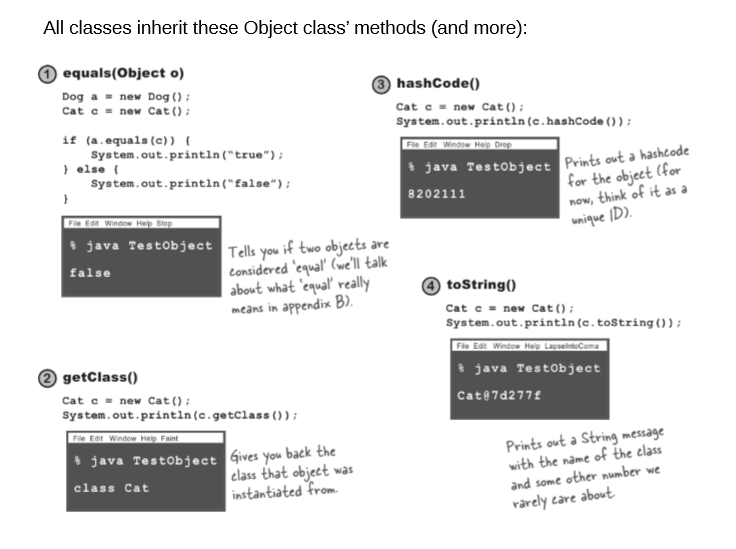 All classes inherit these Object class’ methods (and more):
1 equals(Object o)
Dog a = new Dog();
Cat c = new Cat();
if (a.equals(c)) {
System.out.println("true");
} else {
System.out.println("false");
}
File Edit Window Help Stop
% java TestObject
false
Tells you if two objects are
considered 'equal' (we'll talk
about what 'equal' really
means in appendix B).
2 getClass()
Cat c = new Cat();
System.out.println(c.getClass());
File Edit Window Help Faint
% java TestObject
class Cat
Gives you back the
class that object was
instantiated from.
3 hashCode()
Cat c = new Cat();
System.out.println(c.hashCode());
File Edit Window Help Drop
% java TestObject
8202111
Prints out a hashcode
for the object (for
now, think of it as a
unique ID).
4 toString()
Cat c = new Cat();
System.out.println(c.toString());
File Edit Window Help LapseIntoComa
% java TestObject
Cat@7d277f
Prints out a String message
with the name of the class
and some other number we
rarely care about